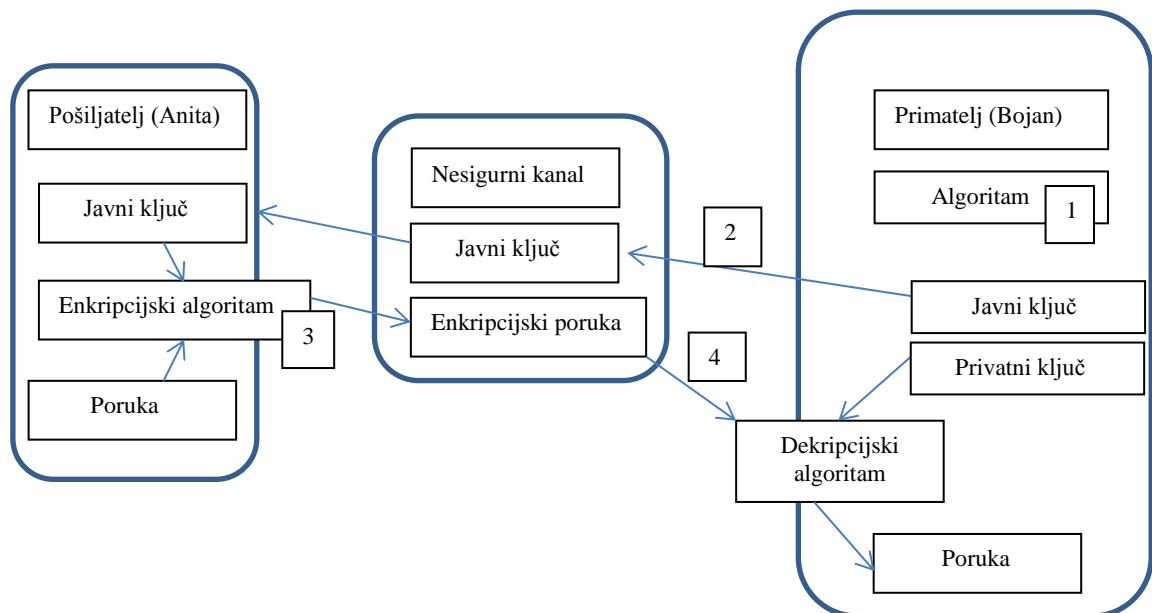 Pošiljatelj (Anita)
Javni ključ
Enkripcijski algoritam
3
Poruka
Nesigurni kanal
Javni ključ
Enkripcijski poruka
2
4
Primatelj (Bojan)
Algoritam
1
Javni ključ
Privatni ključ
Dekripcijski
algoritam
Poruka